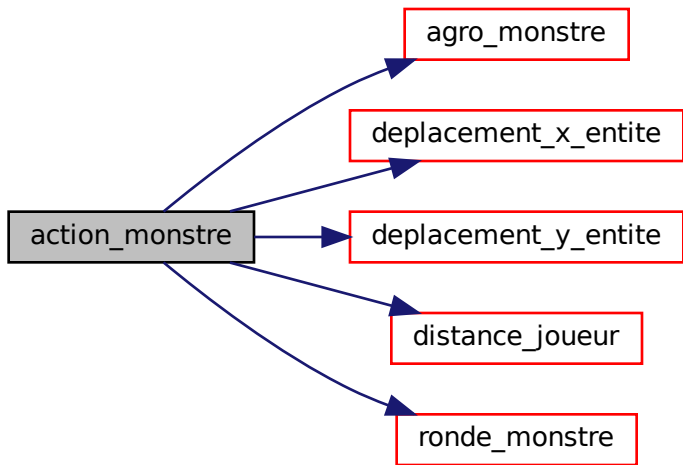 agro_monstre
deplacement_x_entite
action_monstre
deplacement_y_entite
distance_joueur
ronde_monstre